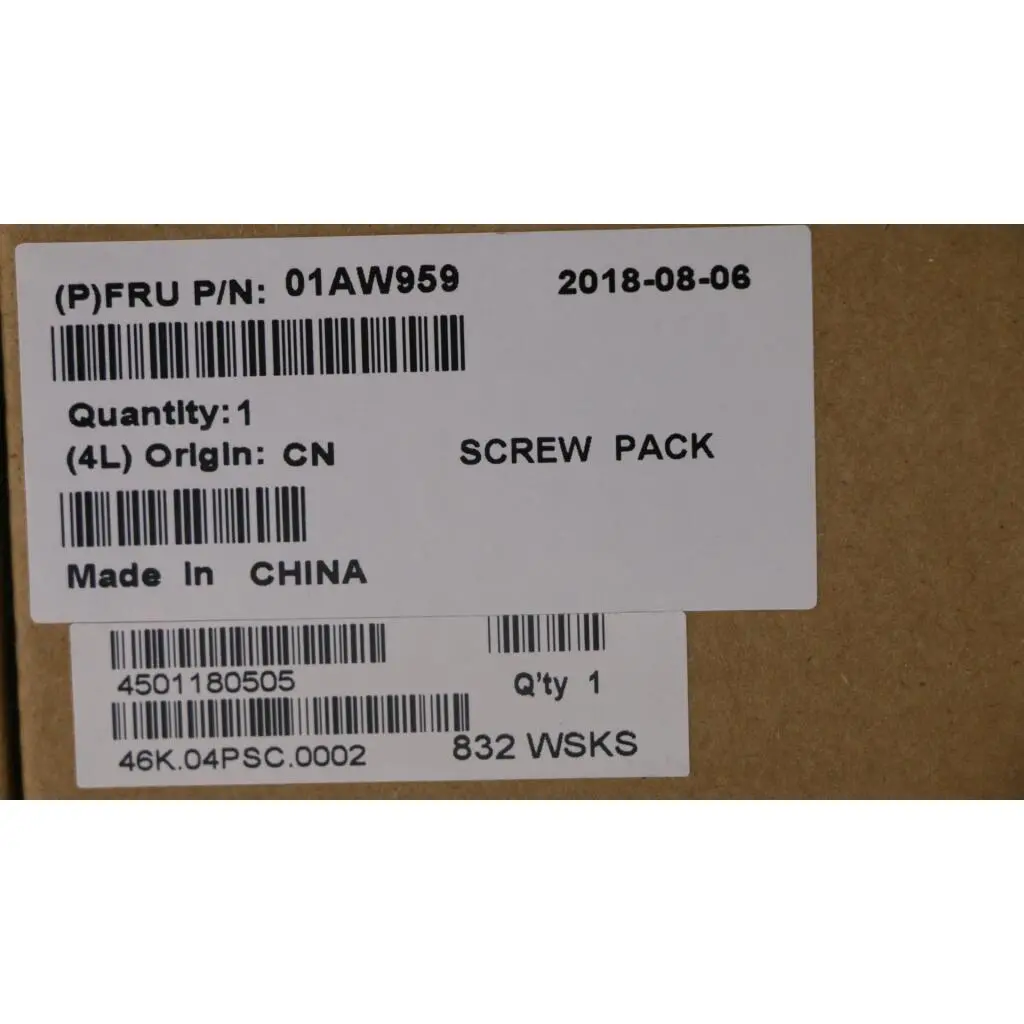 (P)FRU P/N: 01AW959 2018-08-06
Quantity: 1
(4L) Origin: CN SCREW PACK
Made In CHINA
4501180505 Q'ty 1
46K.04PSC.0002 832 WSKS